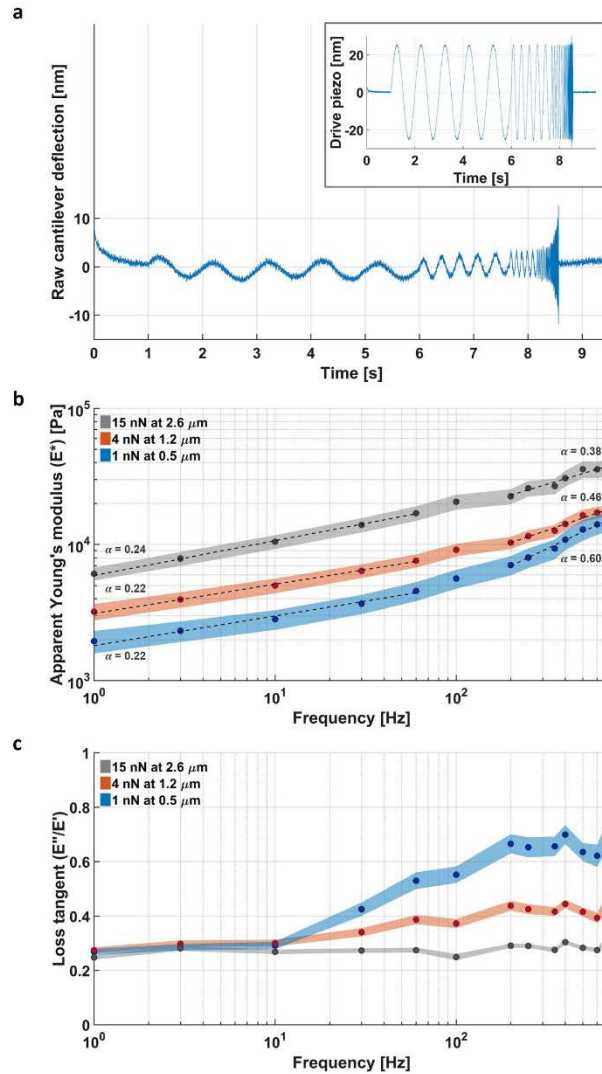 a
Raw cantilever deflection [nm]
10
0
-10
0 1 2 3 4 5 6 7 8 9
Time [s]
Drive piezo [nm]
20
0
-20
0 2 4 6 8
Time [s]
b
Apparent Young's modulus (E*) [Pa]
10^5
10^4
10^3
15 nN at 2.6 μm
4 nN at 1.2 μm
1 nN at 0.5 μm
α = 0.38
α = 0.46
α = 0.60
α = 0.24
α = 0.22
α = 0.22
10^0 10^1 10^2
Frequency [Hz]
c
Loss tangent (E''/E')
1
0.8
0.6
0.4
0.2
0
15 nN at 2.6 μm
4 nN at 1.2 μm
1 nN at 0.5 μm
10^0 10^1 10^2
Frequency [Hz]